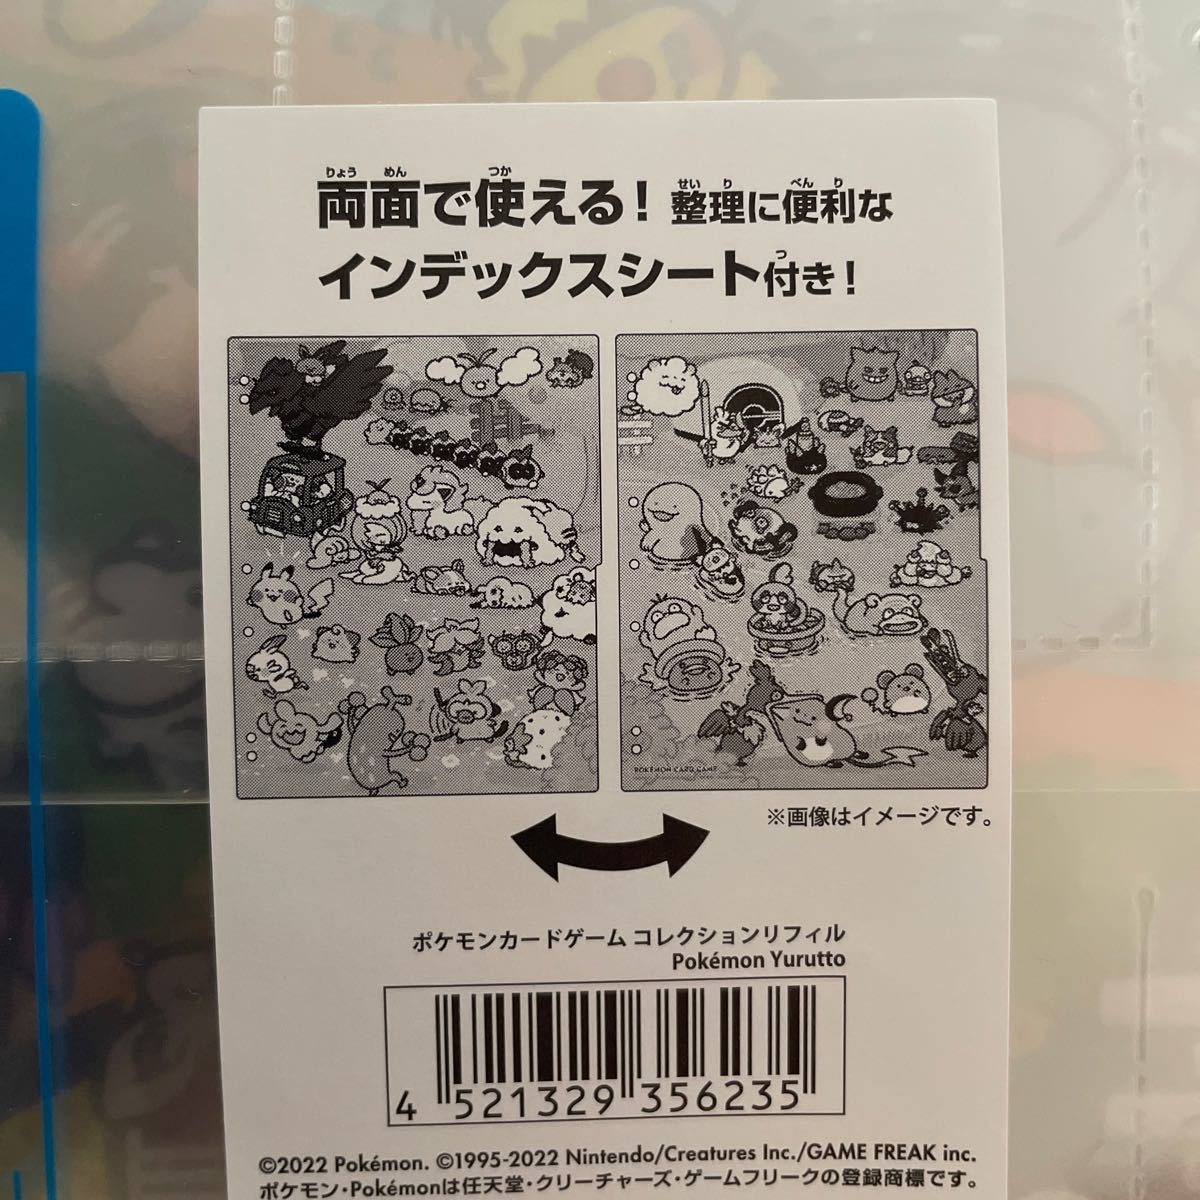 りょう めん つか せい り べん り
両面で使える！ 整理に便利な
っ
インデックスシート付き！
POKÉMON CARD GAME
※画像はイメージです。
ポケモンカードゲーム コレクションリフィル
Pokémon Yurutto
4 521329 356235
©2022 Pokémon. ©1995-2022 Nintendo/Creatures Inc./GAME FREAK inc.
ポケモン・Pokémonは任天堂・クリーチャーズ・ゲームフリークの登録商標です。